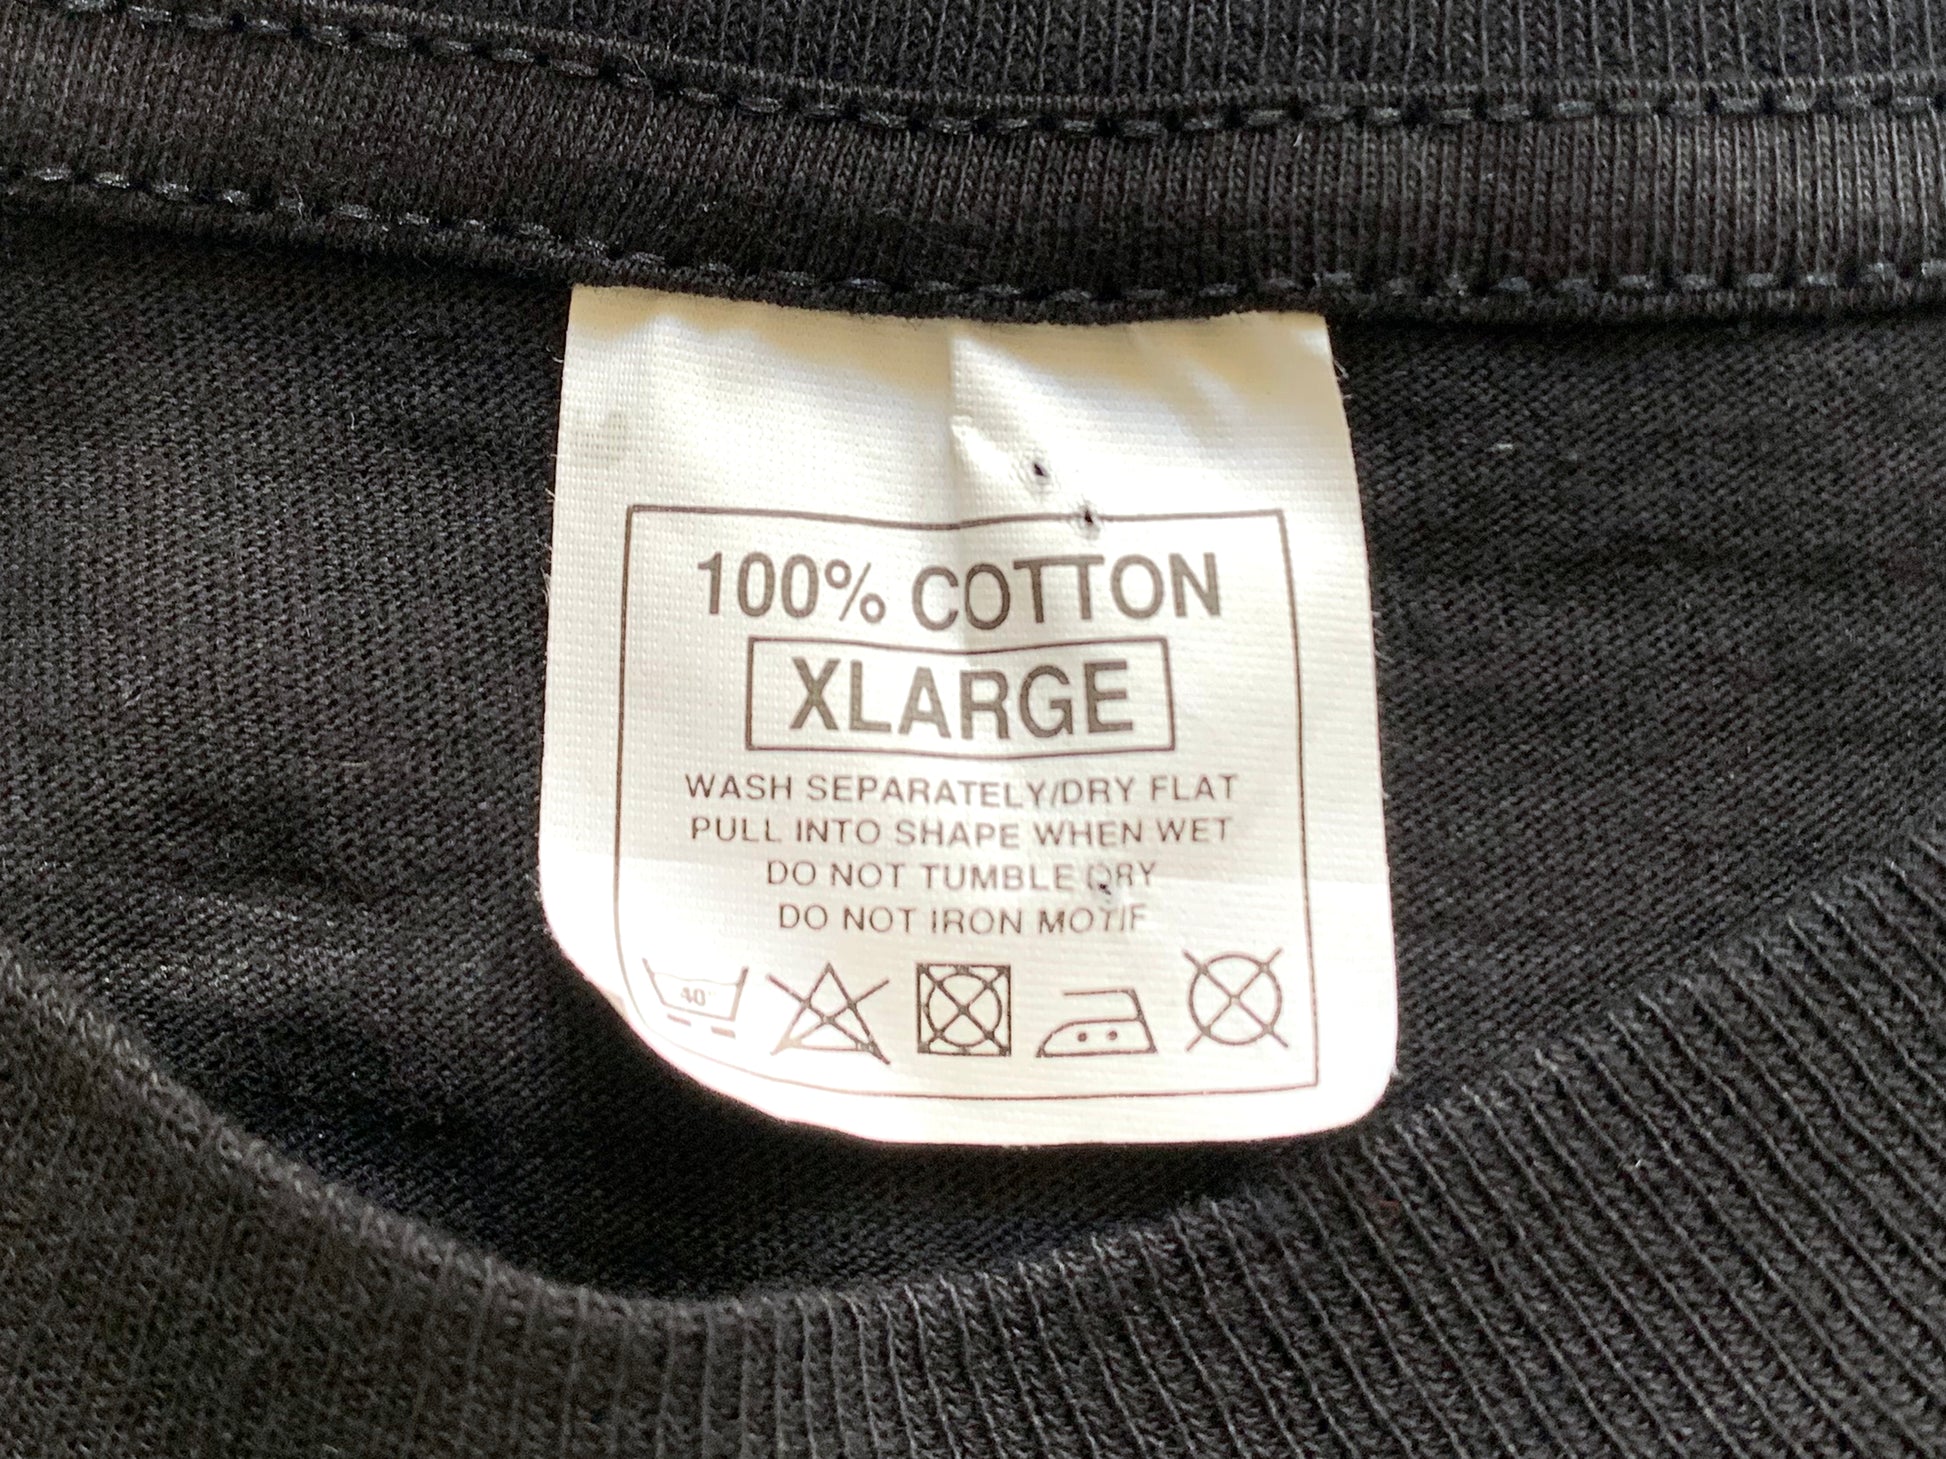 100% COTTON
XLARGE
WASH SEPARATELY/DRY FLAT
PULL INTO SHAPE WHEN WET
DO NOT TUMBLE DRY
DO NOT IRON MOTIF
40°